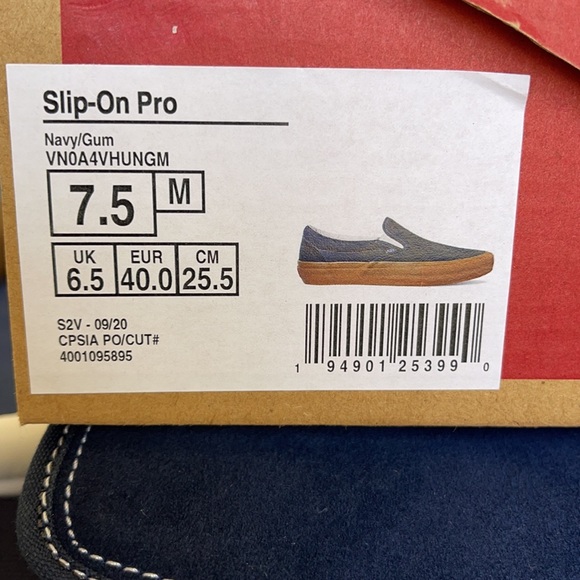 Slip-On Pro
Navy/Gum
VN0A4VHUNGM
7.5 M
UK EUR CM
6.5 40.0 25.5
S2V - 09/20
CPSIA PO/CUT#
4001095895
1 94901 25399 0